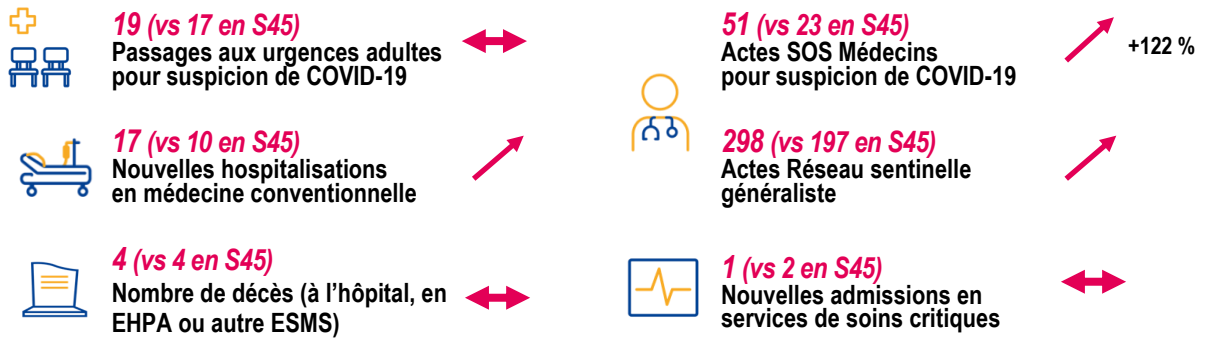 19 (vs 17 en S45)
Passages aux urgences adultes
pour suspicion de COVID-19
51 (vs 23 en S45)
Actes SOS Médecins
pour suspicion de COVID-19
+122 %
17 (vs 10 en S45)
Nouvelles hospitalisations
en médecine conventionnelle
298 (vs 197 en S45)
Actes Réseau sentinelle
généraliste
4 (vs 4 en S45)
Nombre de décès (à l’hôpital, en
EHPA ou autre ESMS)
1 (vs 2 en S45)
Nouvelles admissions en
services de soins critiques